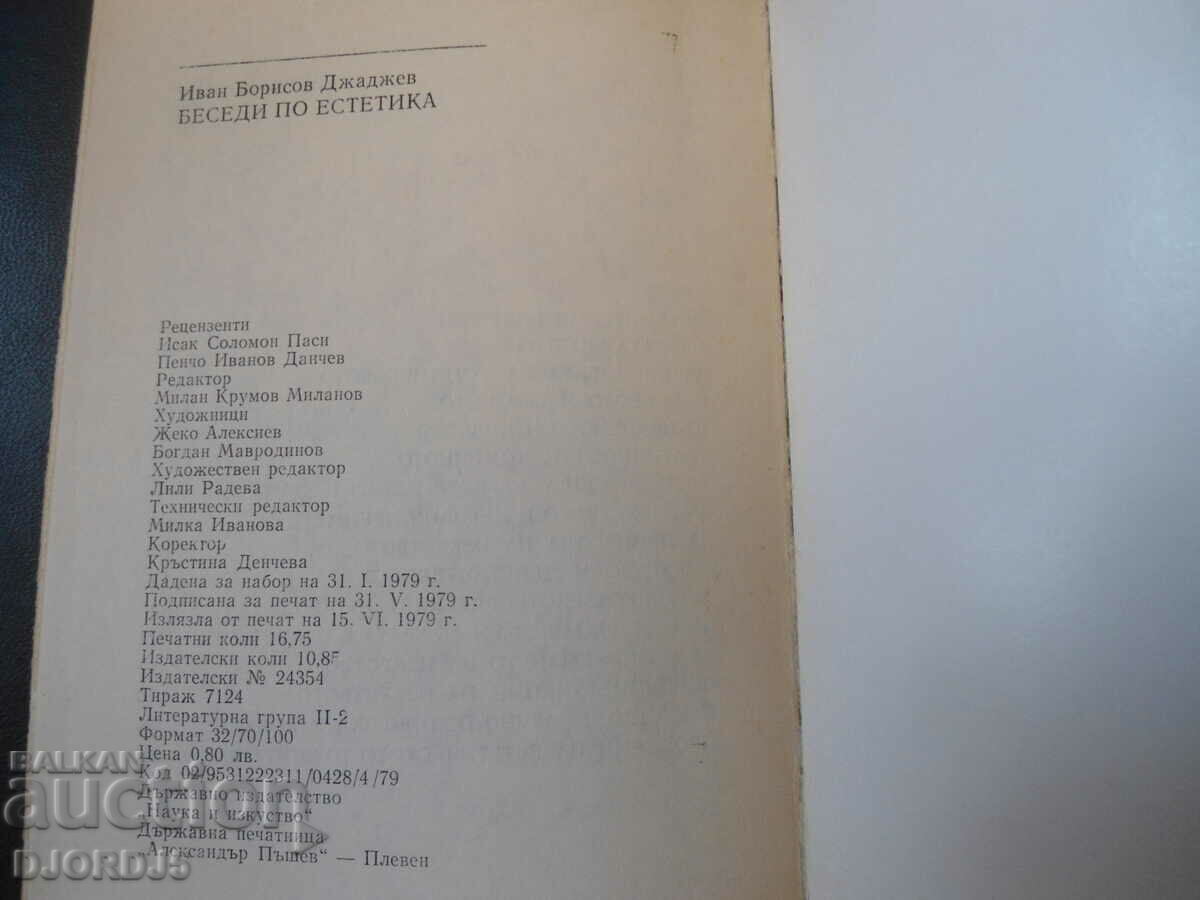 Иван Борисов Джаджев
БЕСЕДИ ПО ЕСТЕТИКА
Рецензенти
Исак Соломон Паси
Пенчо Иванов Данчев
Редактор
Милан Крумов Миланов
Художници
Жеко Алексиев
Богдан Мавродинов
Художествен редактор
Лили Радева
Технически редактор
Милка Иванова
Коректор
Кръстина Денчева
Дадена за набор на 31. I. 1979 г.
Подписана за печат на 31. V. 1979 г.
Излязла от печат на 15. VI. 1979 г.
Печатни коли 16,75
Издателски коли 10,85
Издателски № 24354
Тираж 7124
Литературна група II-2
Формат 32/70/100
Цена 0,80 лв.
Код 02/9531222311/0428/4/79
Държавно издателство
„Наука и изкуство“
Държавна печатница
„Александър Пъшев“ — Плевен
BALKAN
auction
DJORDJ5